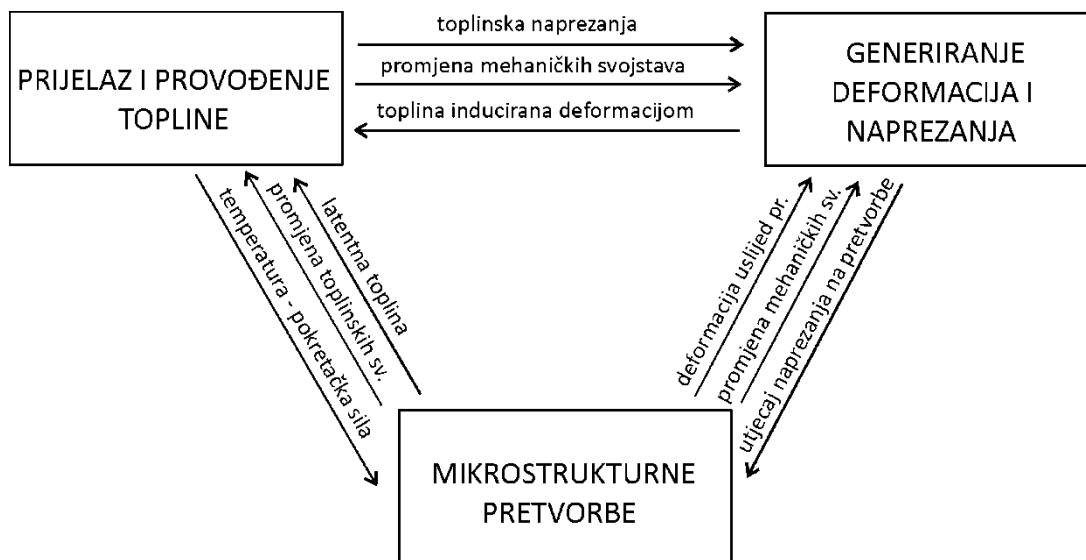 PRIJELAZ I PROVOĐENJE
TOPLINE
toplinska naprezanja
promjena mehaničkih svojstava
toplina inducirana deformacijom
GENERIRANJE
DEFORMACIJA I
NAPREZANJA
temperatura - pokretačka sila
promjena toplinskih sv.
latentna toplina
deformacija uslijed pr.
promjena mehaničkih sv.
utjecaj naprezanja na pretvorbe
MIKROSTRUKTURNE
PRETVORBE